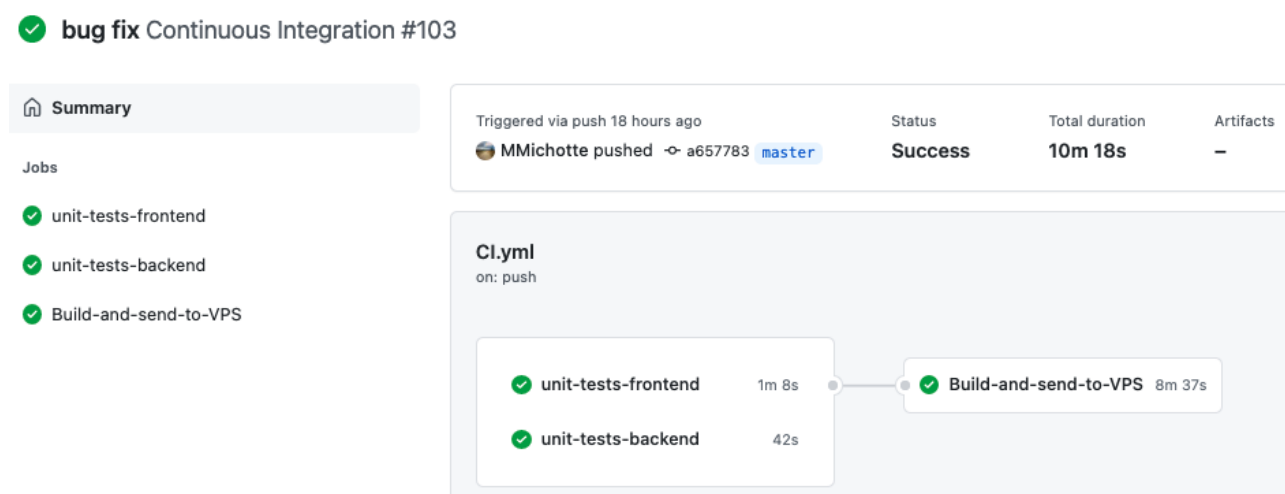 bug fix Continuous Integration #103
Summary
Jobs
unit-tests-frontend
unit-tests-backend
Build-and-send-to-VPS
Triggered via push 18 hours ago
MMichotte pushed a657783 master
Status
Success
Total duration
10m 18s
Artifacts
–
CI.yml
on: push
unit-tests-frontend 1m 8s
unit-tests-backend 42s
Build-and-send-to-VPS 8m 37s